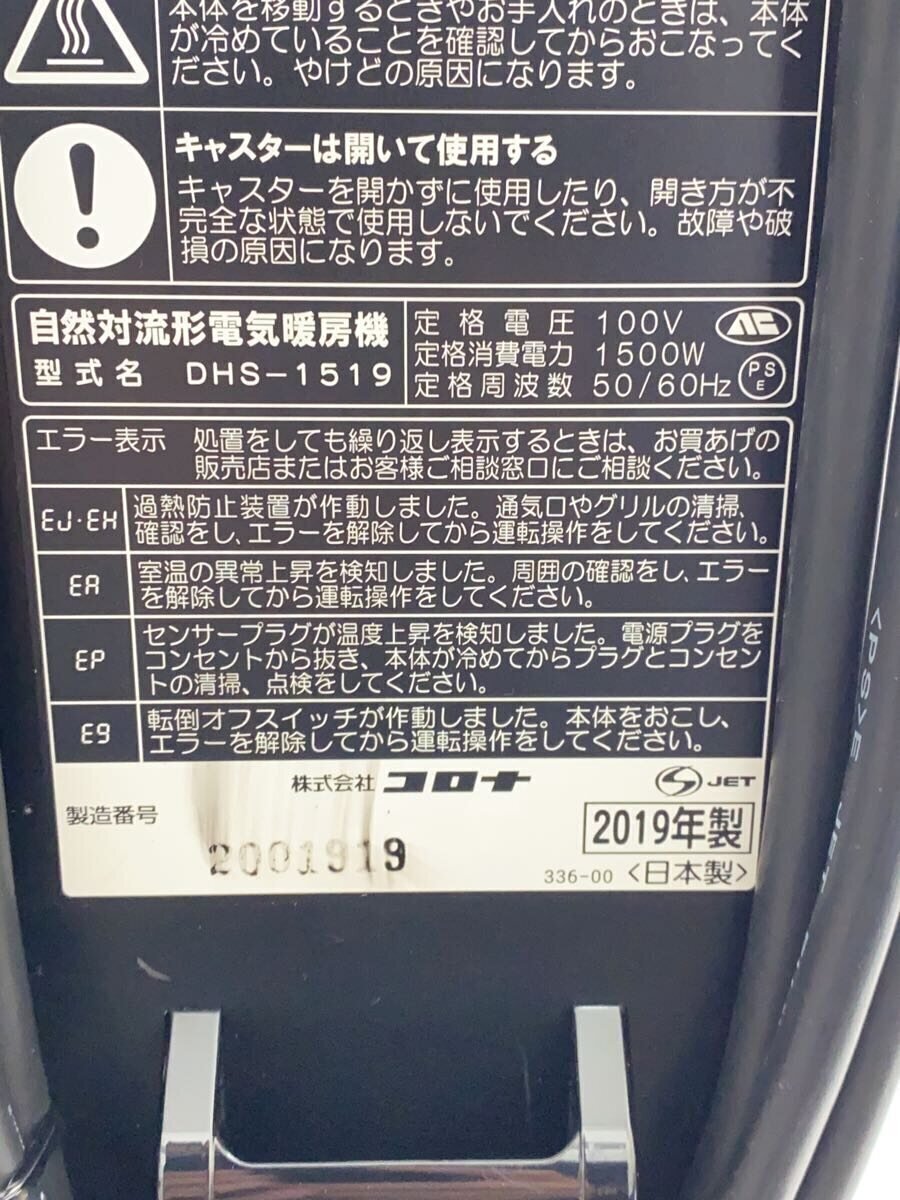 本体を移動するときやお手入れのときは、本体
が冷めていることを確認してからおこなってく
ださい。やけどの原因になります。
キャスターは開いて使用する
キャスターを開かずに使用したり、開き方が不
完全な状態で使用しないでください。故障や破
損の原因になります。
自然対流形電気暖房機
型式名 DHS-1519
定格電圧 100V
定格消費電力 1500W
定格周波数 50/60Hz
PS
E
エラー表示 処置をしても繰り返し表示するときは、お買あげの
販売店またはお客様ご相談窓口にご相談ください。
EJ・EH 過熱防止装置が作動しました。通気口やグリルの清掃、
確認をし、エラーを解除してから運転操作をしてください。
EA 室温の異常上昇を検知しました。周囲の確認をし、エラー
を解除してから運転操作をしてください。
EP センサープラグが温度上昇を検知しました。電源プラグを
コンセントから抜き、本体が冷めてからプラグとコンセン
トの清掃、点検をしてください。
E9 転倒オフスイッチが作動しました。本体をおこし、
エラーを解除してから運転操作をしてください。
株式会社 コロナ
JET
製造番号
2001919
2019年製
336-00 <日本製>
<PS>E JET